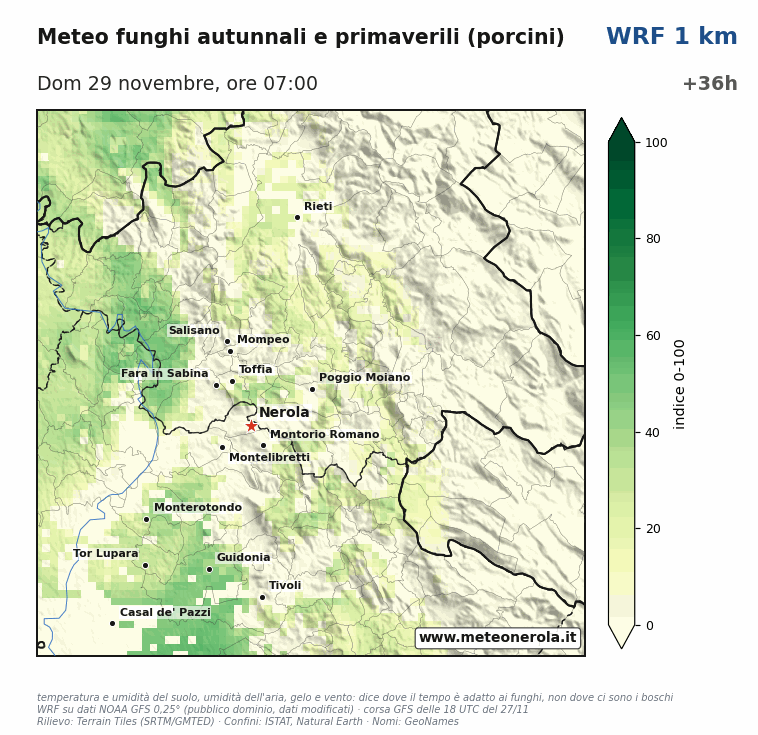 Meteo funghi autunnali e primaverili (porcini)
WRF 1 km
Dom 29 novembre, ore 07:00
+36h
100
80
60
40
20
0
indice 0-100
Rieti
Salisano
Mompeo
Fara in Sabina
Toffia
Poggio Moiano
Nerola
Montorio Romano
Montelibretti
Monterotondo
Tor Lupara
Guidonia
Tivoli
Casal de' Pazzi
www.meteonerola.it
temperatura e umidità del suolo, umidità dell'aria, gelo e vento: dice dove il tempo è adatto ai funghi, non dove ci sono i boschi
WRF su dati NOAA GFS 0,25° (pubblico dominio, dati modificati) · corsa GFS delle 18 UTC del 27/11
Rilievo: Terrain Tiles (SRTM/GMTED) · Confini: ISTAT, Natural Earth · Nomi: GeoNames